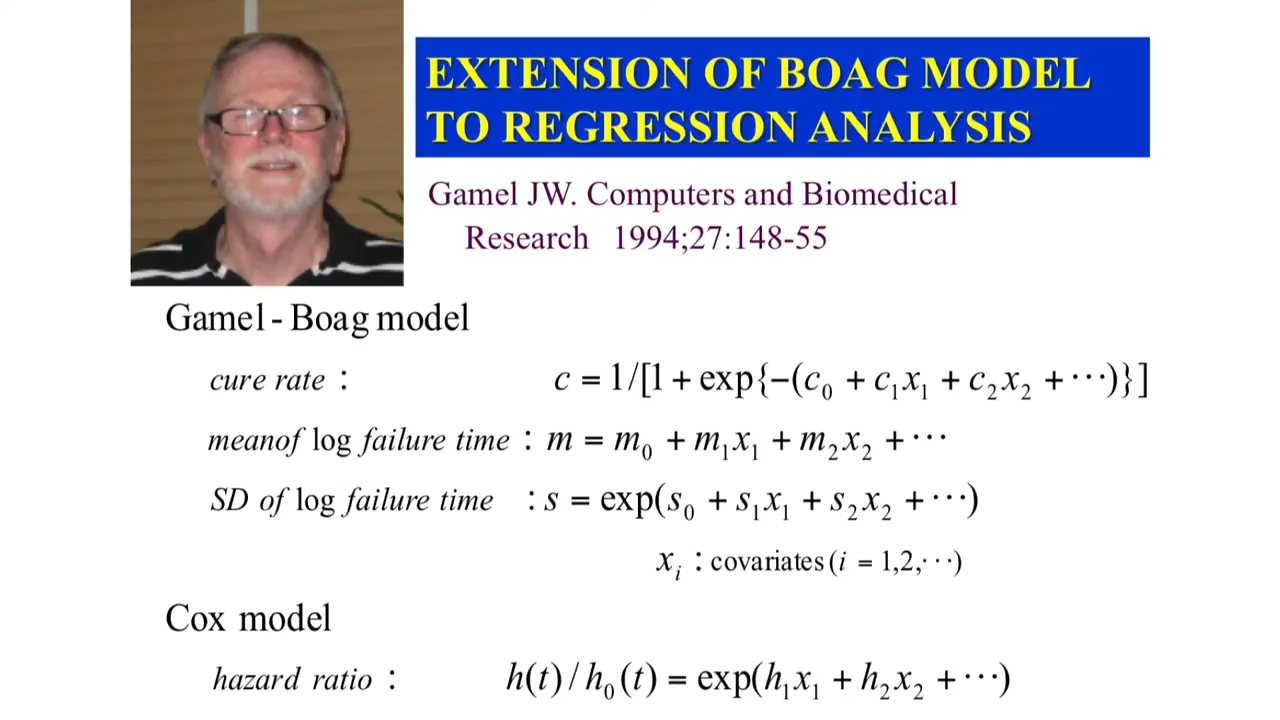 EXTENSION OF BOAG MODEL
TO REGRESSION ANALYSIS
Gamel JW. Computers and Biomedical
Research 1994;27:148-55
Gamel - Boag model
cure rate : c = 1/[1 + exp{−(c₀ + c₁x₁ + c₂x₂ + ⋯)}]
meanof log failure time : m = m₀ + m₁x₁ + m₂x₂ + ⋯
SD of log failure time : s = exp(s₀ + s₁x₁ + s₂x₂ + ⋯)
xᵢ : covariates (i = 1,2,⋯)
Cox model
hazard ratio : h(t) / h₀(t) = exp(h₁x₁ + h₂x₂ + ⋯)